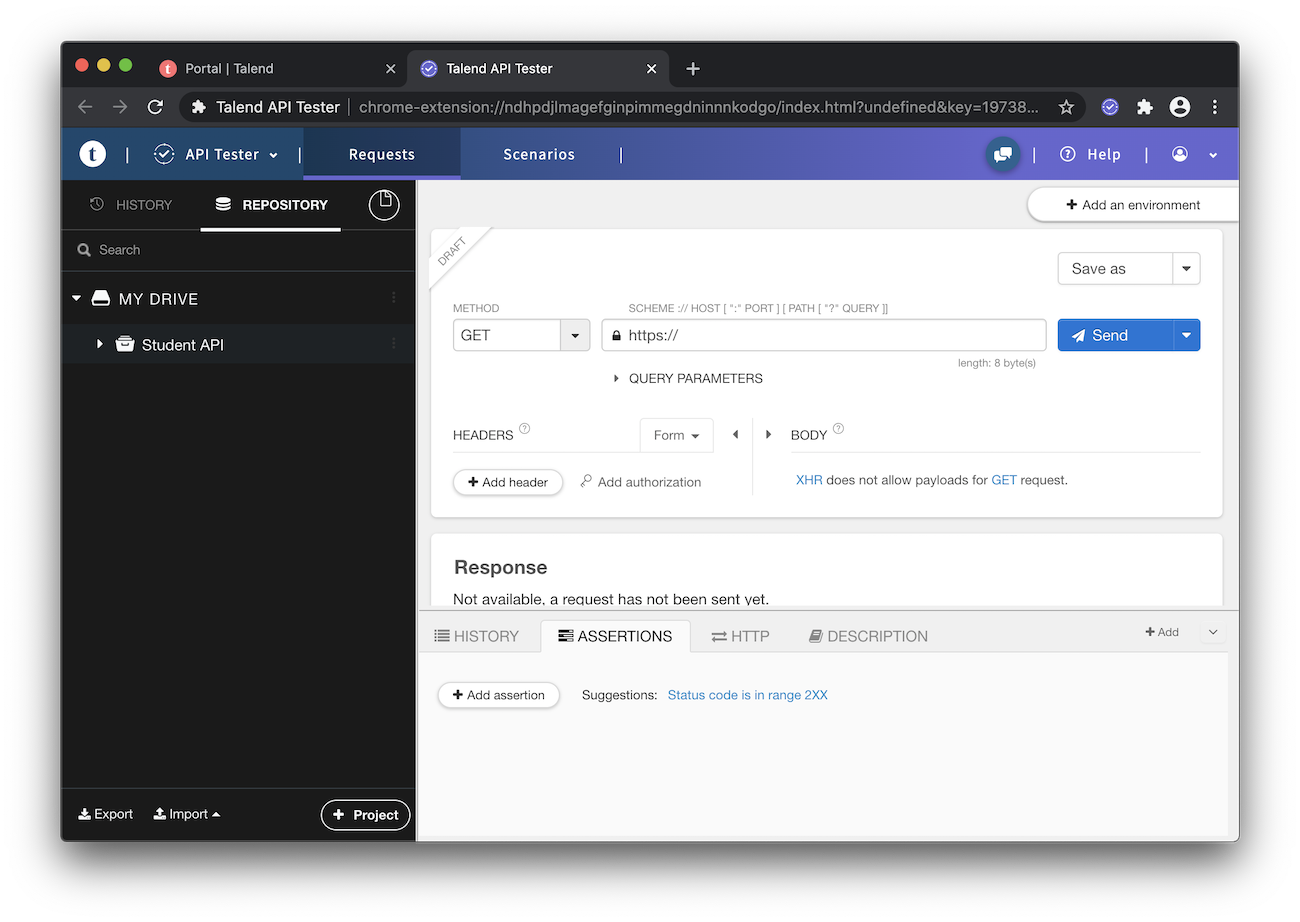 Portal | Talend
Talend API Tester
Talend API Tester | chrome-extension://ndhpdjlmagefginpimmegdninnnkodgo/index.html?undefined&key=19738...
t | API Tester | Requests Scenarios | | Help |
HISTORY REPOSITORY
Add an environment
Search
DRAFT
Save as
MY DRIVE
METHOD SCHEME :// HOST [ ":" PORT ] [ PATH [ "?" QUERY ]]
GET https:// Send
Student API
length: 8 byte(s)
QUERY PARAMETERS
HEADERS ? Form BODY ?
+ Add header Add authorization XHR does not allow payloads for GET request.
Response
Not available, a request has not been sent yet.
HISTORY ASSERTIONS HTTP DESCRIPTION + Add
+ Add assertion Suggestions: Status code is in range 2XX
Export Import + Project